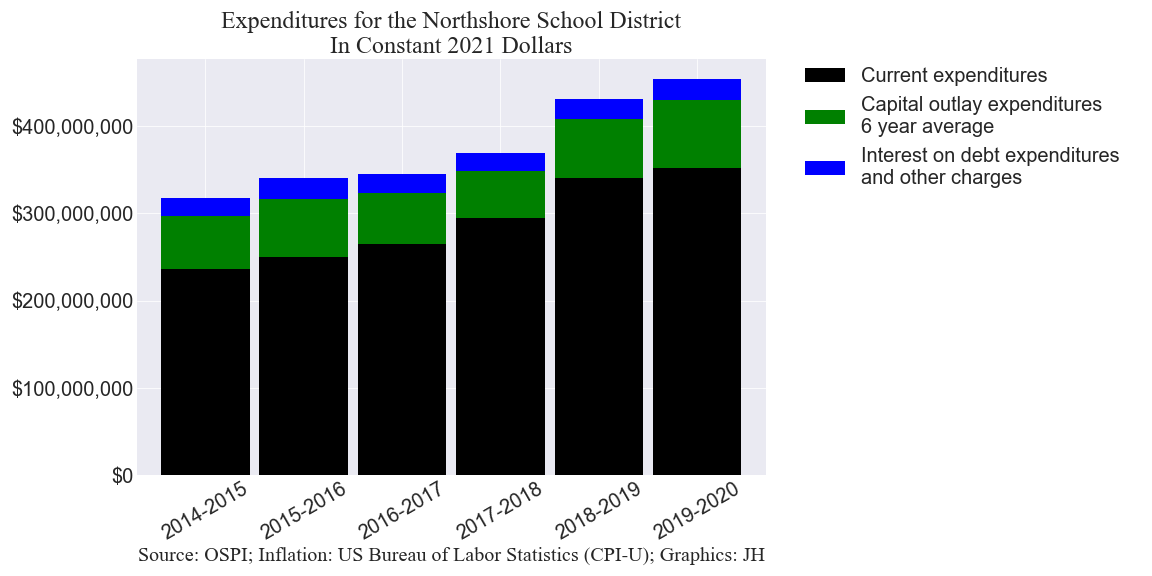 Expenditures for the Northshore School District
In Constant 2021 Dollars
Current expenditures
Capital outlay expenditures
6 year average
Interest on debt expenditures
and other charges
$400,000,000
$300,000,000
$200,000,000
$100,000,000
$0
2014-2015
2015-2016
2016-2017
2017-2018
2018-2019
2019-2020
Source: OSPI; Inflation: US Bureau of Labor Statistics (CPI-U); Graphics: JH